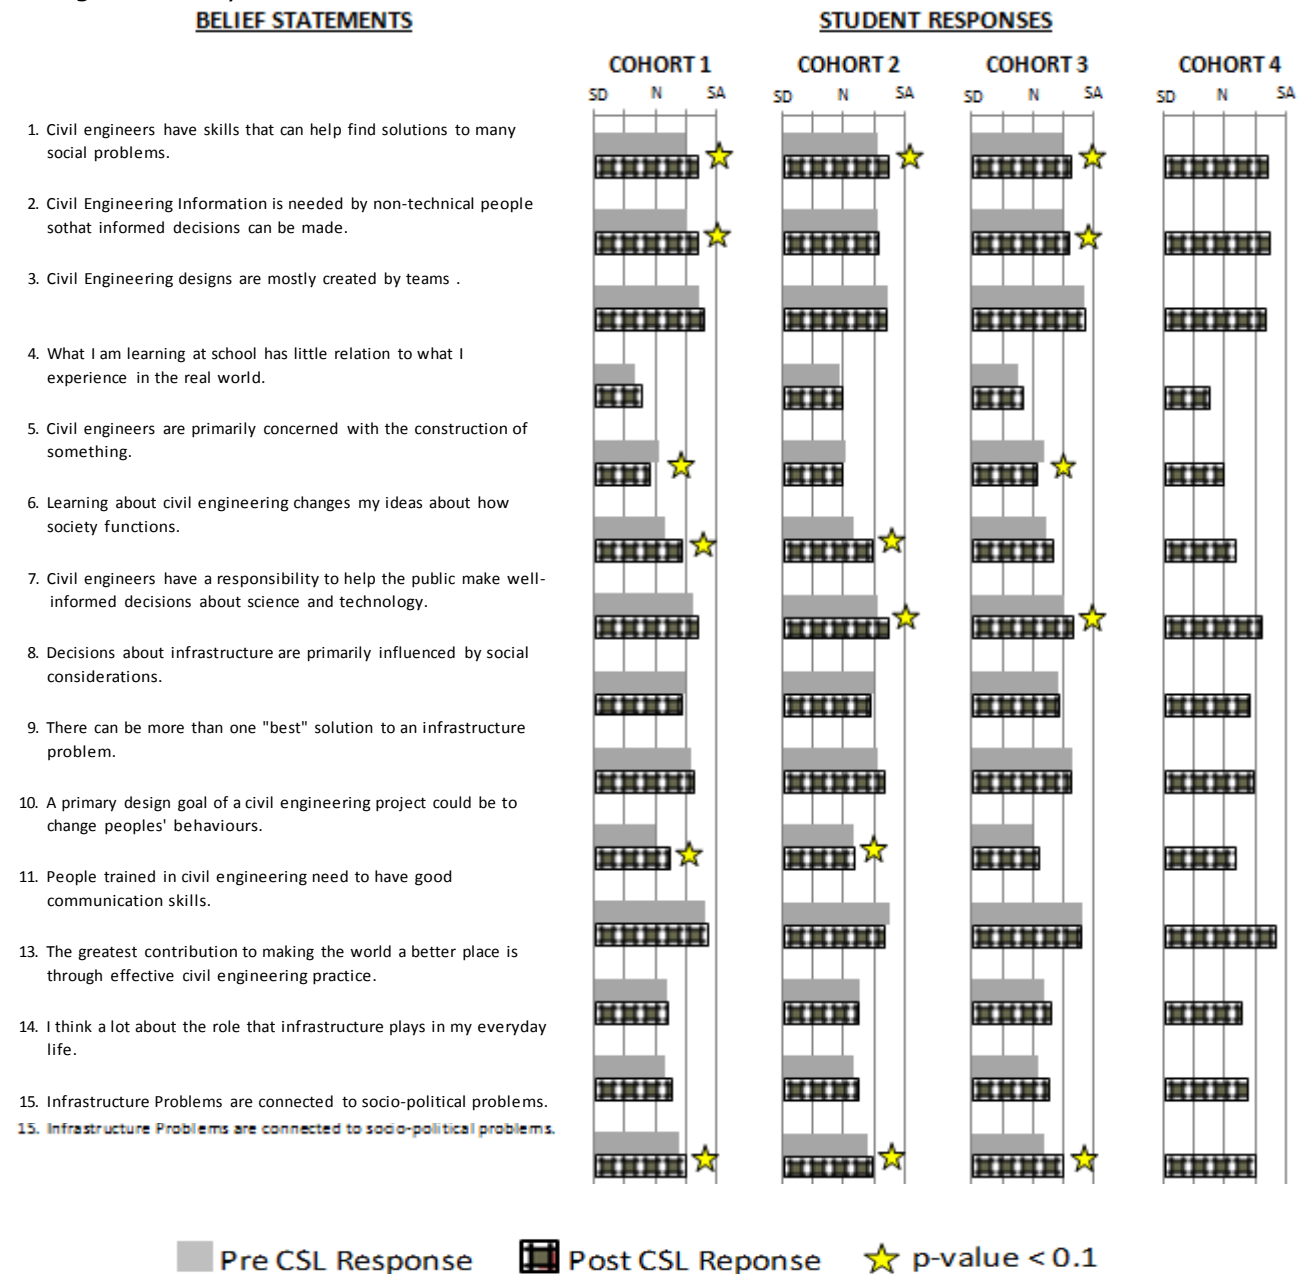 BELIEF STATEMENTS
STUDENT RESPONSES
COHORT 1
COHORT 2
COHORT 3
COHORT 4
SD N SA
SD N SA
SD N SA
SD N SA
1. Civil engineers have skills that can help find solutions to many
social problems.
2. Civil Engineering Information is needed by non-technical people
sothat informed decisions can be made.
3. Civil Engineering designs are mostly created by teams .
4. What I am learning at school has little relation to what I
experience in the real world.
5. Civil engineers are primarily concerned with the construction of
something.
6. Learning about civil engineering changes my ideas about how
society functions.
7. Civil engineers have a responsibility to help the public make well-
informed decisions about science and technology.
8. Decisions about infrastructure are primarily influenced by social
considerations.
9. There can be more than one "best" solution to an infrastructure
problem.
10. A primary design goal of a civil engineering project could be to
change peoples' behaviours.
11. People trained in civil engineering need to have good
communication skills.
13. The greatest contribution to making the world a better place is
through effective civil engineering practice.
14. I think a lot about the role that infrastructure plays in my everyday
life.
15. Infrastructure Problems are connected to socio-political problems.
15. Infrastructure Problems are connected to socio-political problems.
Pre CSL Response
Post CSL Reponse
p-value < 0.1